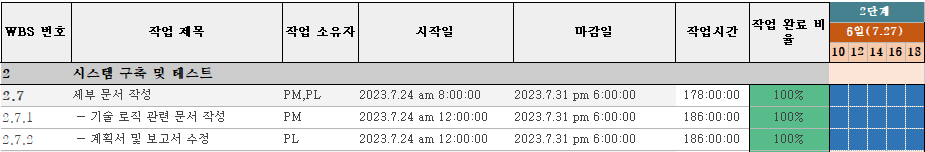 WBS 번호 작업 제목 작업 소유자 시작일 마감일 작업시간 작업 완료 비율 2단계
6일(7.27)
10 12 14 16 18
2 시스템 구축 및 테스트
2.7 세부 문서 작성 PM,PL 2023.7.24 am 8:00:00 2023.7.31 pm 6:00:00 178:00:00 100%
2.7.1 - 기술 로직 관련 문서 작성 PM 2023.7.24 am 12:00:00 2023.7.31 pm 6:00:00 186:00:00 100%
2.7.2 - 계획서 및 보고서 수정 PL 2023.7.24 am 12:00:00 2023.7.31 pm 6:00:00 186:00:00 100%